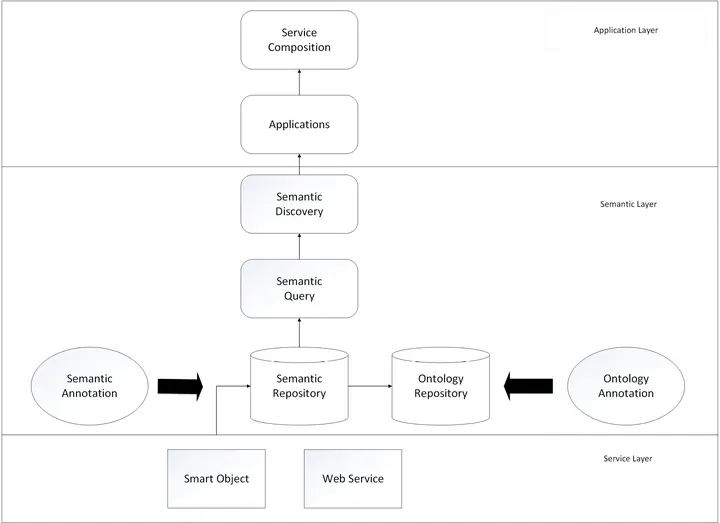 Service
Composition
Application Layer
Applications
Semantic
Discovery
Semantic Layer
Semantic
Query
Semantic
Annotation
Semantic
Repository
Ontology
Repository
Ontology
Annotation
Service Layer
Smart Object
Web Service